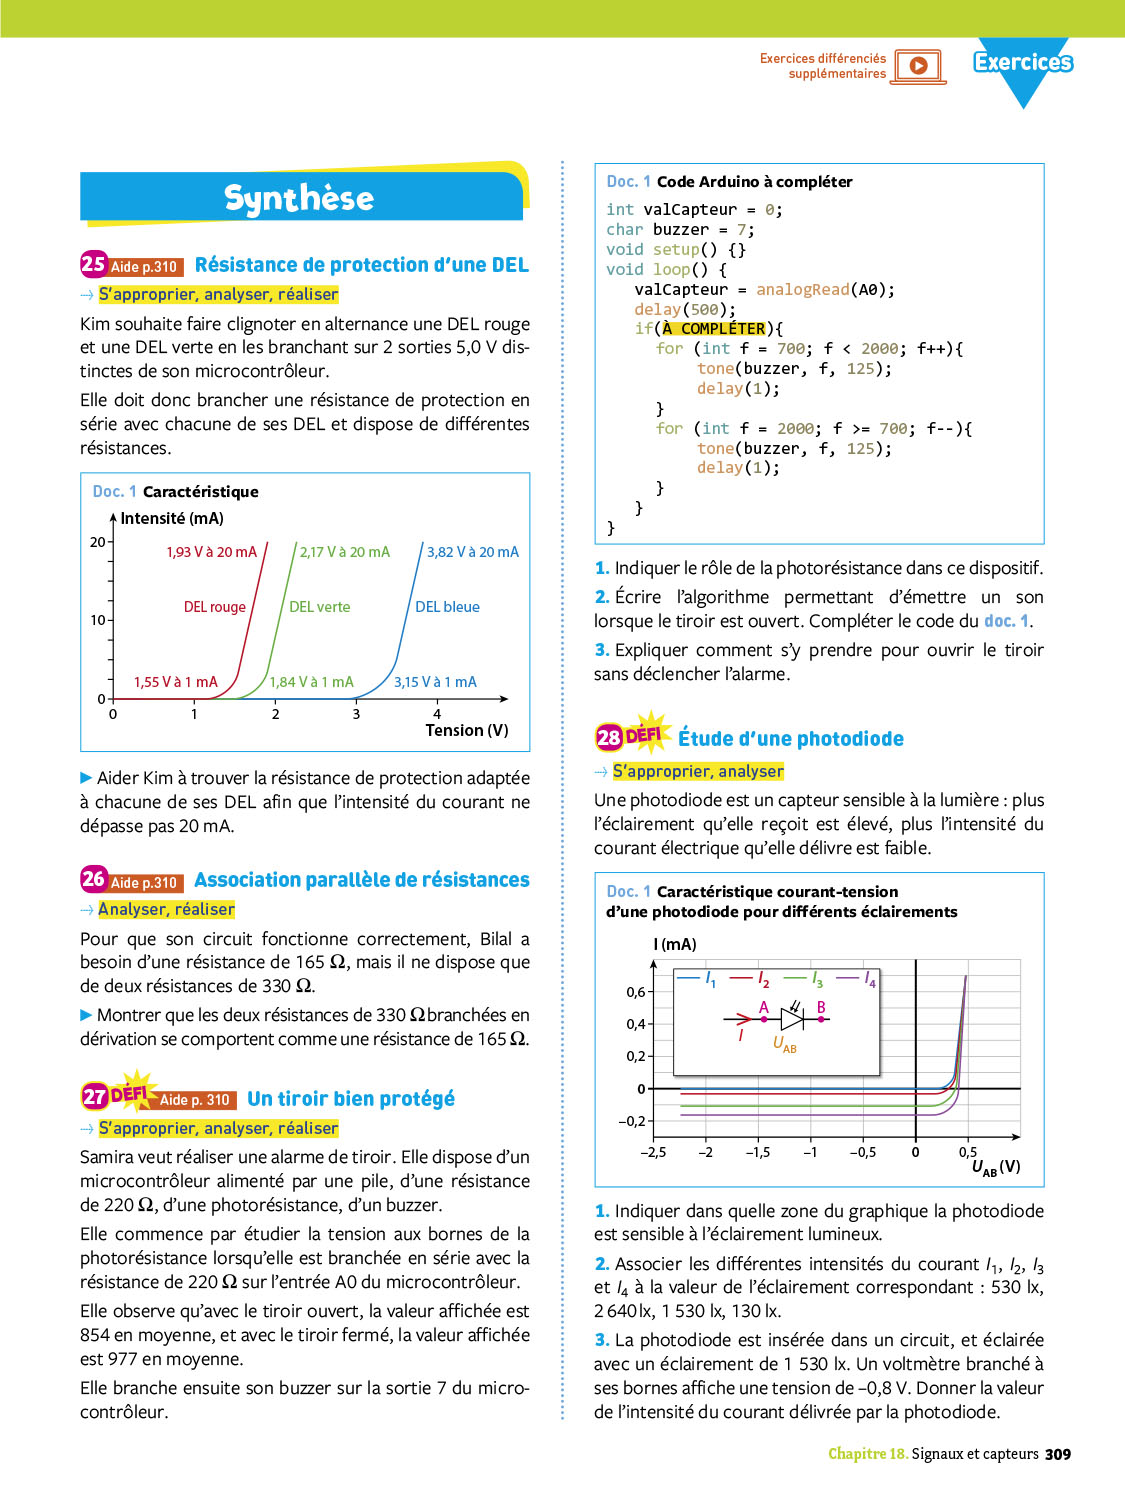 Exercices différenciés
supplémentaires
Exercices
Synthèse
25 Aide p.310 Résistance de protection d'une DEL
S'approprier, analyser, réaliser
Kim souhaite faire clignoter en alternance une DEL rouge
et une DEL verte en les branchant sur 2 sorties 5,0 V dis-
tinctes de son microcontrôleur.
Elle doit donc brancher une résistance de protection en
série avec chacune de ses DEL et dispose de différentes
résistances.
Doc. 1 Caractéristique
Intensité (mA)
20
1,93 V à 20 mA
2,17 V à 20 mA
3,82 V à 20 mA
DEL rouge
DEL verte
DEL bleue
10
1,55 V à 1 mA
1,84 V à 1 mA
3,15 V à 1 mA
0
0 1 2 3 4
Tension (V)
► Aider Kim à trouver la résistance de protection adaptée
à chacune de ses DEL afin que l'intensité du courant ne
dépasse pas 20 mA.
26 Aide p.310 Association parallèle de résistances
Analyser, réaliser
Pour que son circuit fonctionne correctement, Bilal a
besoin d'une résistance de 165 Ω, mais il ne dispose que
de deux résistances de 330 Ω.
► Montrer que les deux résistances de 330 Ω branchées en
dérivation se comportent comme une résistance de 165 Ω.
27 DÉFI Aide p. 310 Un tiroir bien protégé
S'approprier, analyser, réaliser
Samira veut réaliser une alarme de tiroir. Elle dispose d'un
microcontrôleur alimenté par une pile, d'une résistance
de 220 Ω, d'une photorésistance, d'un buzzer.
Elle commence par étudier la tension aux bornes de la
photorésistance lorsqu'elle est branchée en série avec la
résistance de 220 Ω sur l'entrée A0 du microcontrôleur.
Elle observe qu'avec le tiroir ouvert, la valeur affichée est
854 en moyenne, et avec le tiroir fermé, la valeur affichée
est 977 en moyenne.
Elle branche ensuite son buzzer sur la sortie 7 du micro-
contrôleur.
Doc. 1 Code Arduino à compléter
int valCapteur = 0;
char buzzer = 7;
void setup() {}
void loop() {
valCapteur = analogRead(A0);
delay(500);
if(À COMPLÉTER){
for (int f = 700; f < 2000; f++){
tone(buzzer, f, 125);
delay(1);
}
for (int f = 2000; f >= 700; f--){
tone(buzzer, f, 125);
delay(1);
}
}
}
1. Indiquer le rôle de la photorésistance dans ce dispositif.
2. Écrire l'algorithme permettant d'émettre un son
lorsque le tiroir est ouvert. Compléter le code du doc. 1.
3. Expliquer comment s'y prendre pour ouvrir le tiroir
sans déclencher l'alarme.
28 DÉFI Étude d'une photodiode
S'approprier, analyser
Une photodiode est un capteur sensible à la lumière : plus
l'éclairement qu'elle reçoit est élevé, plus l'intensité du
courant électrique qu'elle délivre est faible.
Doc. 1 Caractéristique courant-tension
d'une photodiode pour différents éclairements
I (mA)
I1 I2 I3 I4
A B
I
UAB
0,6
0,4
0,2
0
–0,2
–2,5 –2 –1,5 –1 –0,5 0 0,5
UAB (V)
1. Indiquer dans quelle zone du graphique la photodiode
est sensible à l'éclairement lumineux.
2. Associer les différentes intensités du courant I1, I2, I3
et I4 à la valeur de l'éclairement correspondant : 530 lx,
2 640 lx, 1 530 lx, 130 lx.
3. La photodiode est insérée dans un circuit, et éclairée
avec un éclairement de 1 530 lx. Un voltmètre branché à
ses bornes affiche une tension de –0,8 V. Donner la valeur
de l'intensité du courant délivrée par la photodiode.
Chapitre 18. Signaux et capteurs 309